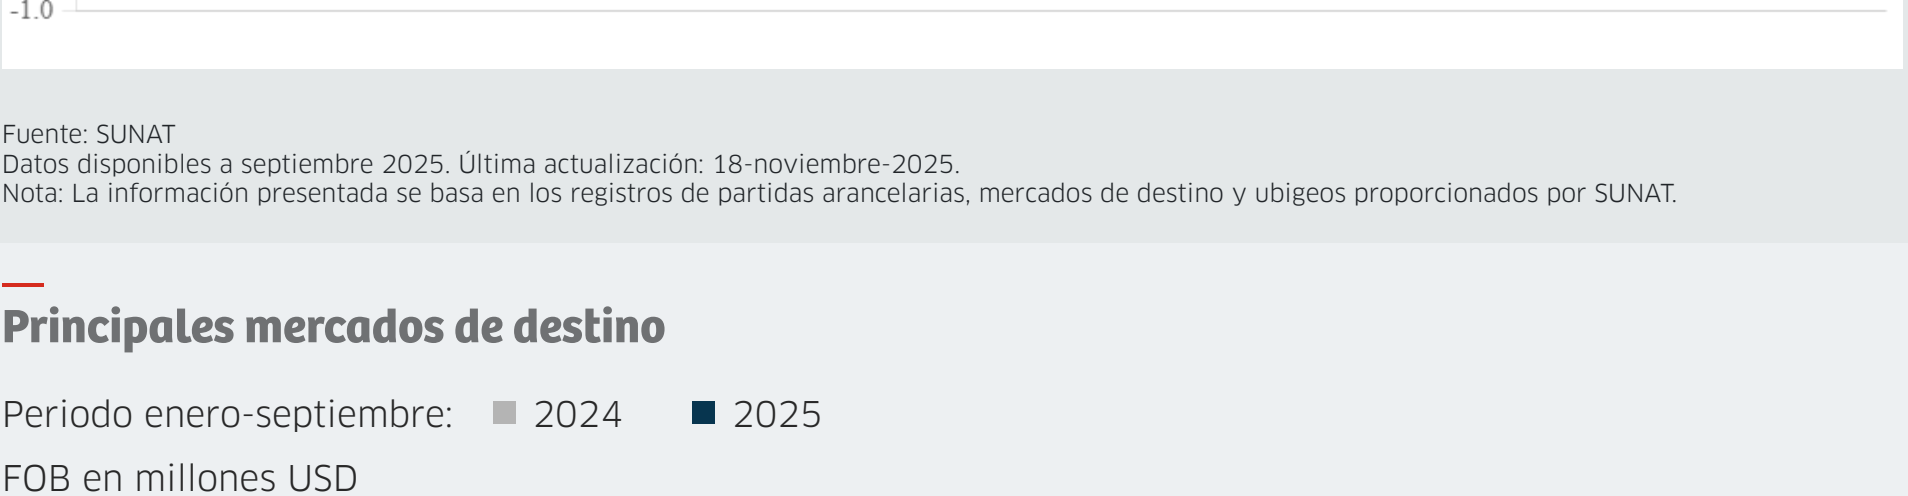 -1.0
Fuente: SUNAT
Datos disponibles a septiembre 2025. Última actualización: 18-noviembre-2025.
Nota: La información presentada se basa en los registros de partidas arancelarias, mercados de destino y ubigeos proporcionados por SUNAT.
Principales mercados de destino
Periodo enero-septiembre: 2024 2025
FOB en millones USD